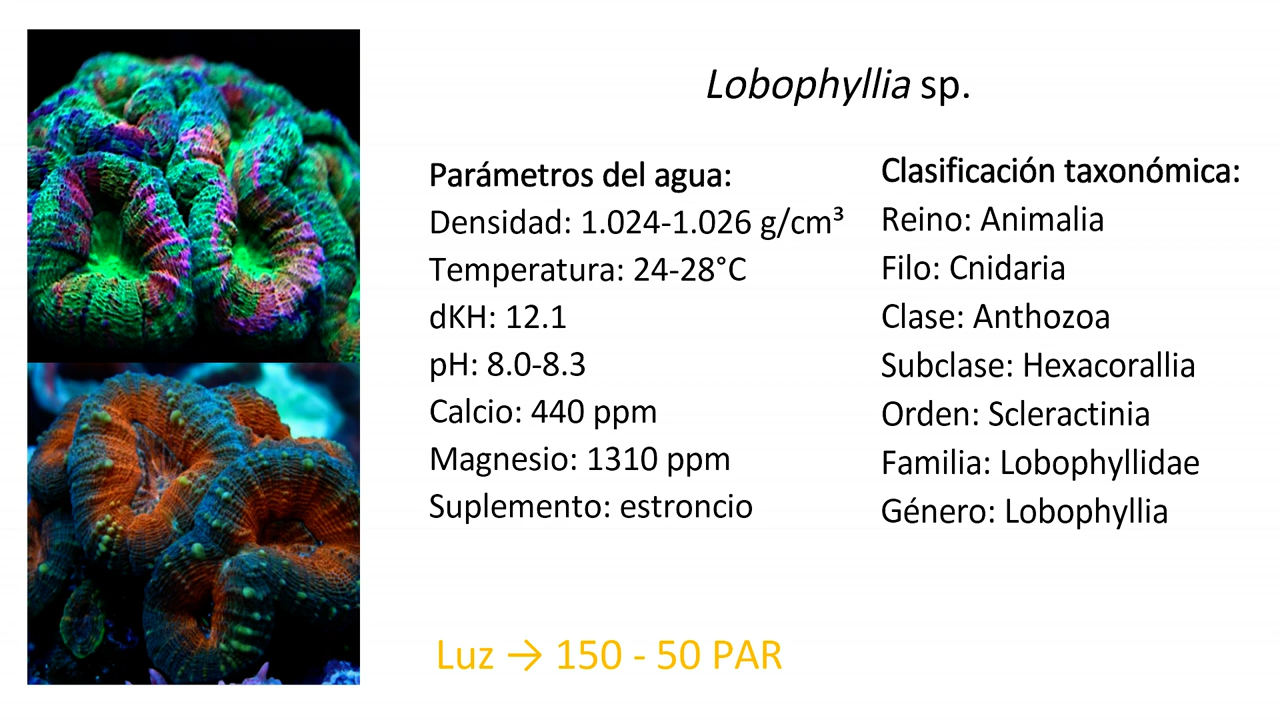 Lobophyllia sp.
Parámetros del agua:
Densidad: 1.024-1.026 g/cm³
Temperatura: 24-28°C
dKH: 12.1
pH: 8.0-8.3
Calcio: 440 ppm
Magnesio: 1310 ppm
Suplemento: estroncio
Clasificación taxonómica:
Reino: Animalia
Filo: Cnidaria
Clase: Anthozoa
Subclase: Hexacorallia
Orden: Scleractinia
Familia: Lobophyllidae
Género: Lobophyllia
Luz → 150 - 50 PAR